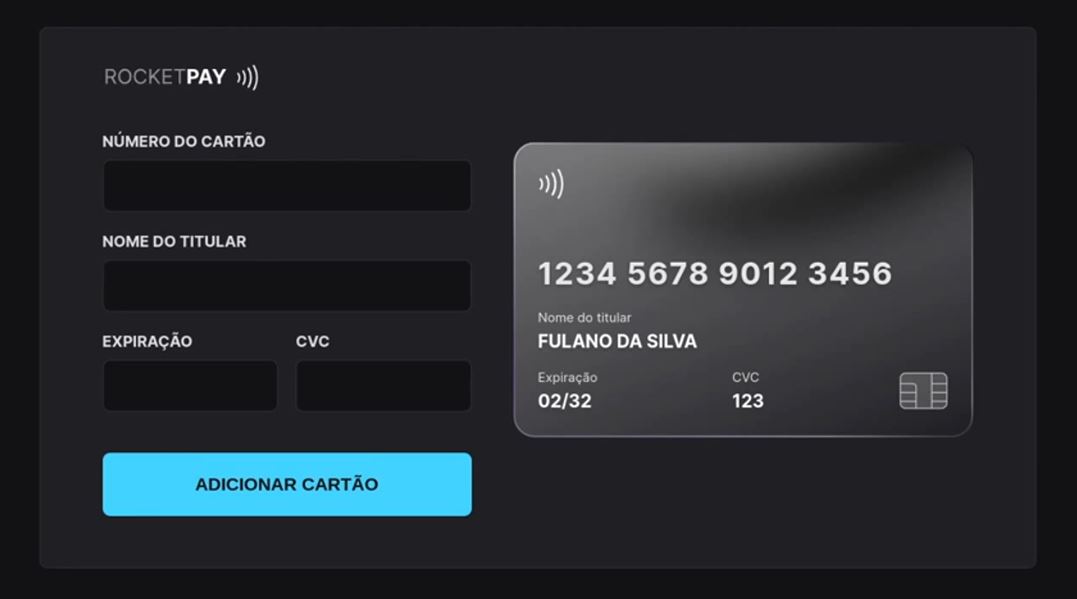 ROCKETPAY
NÚMERO DO CARTÃO
NOME DO TITULAR
EXPIRAÇÃO CVC
ADICIONAR CARTÃO
1234 5678 9012 3456
Nome do titular
FULANO DA SILVA
Expiração CVC
02/32 123